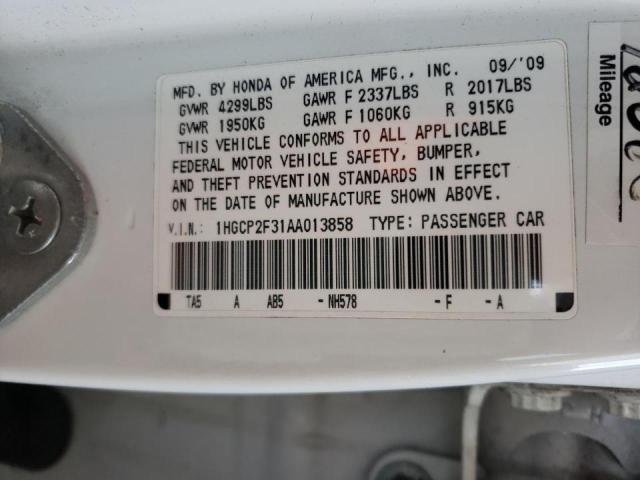 MFD. BY HONDA OF AMERICA MFG., INC. 09/'09
GVWR 4299LBS GAWR F 2337LBS R 2017LBS
GVWR 1950KG GAWR F 1060KG R 915KG
THIS VEHICLE CONFORMS TO ALL APPLICABLE
FEDERAL MOTOR VEHICLE SAFETY, BUMPER,
AND THEFT PREVENTION STANDARDS IN EFFECT
ON THE DATE OF MANUFACTURE SHOWN ABOVE.
V.I.N.: 1HGCP2F31AA013858 TYPE: PASSENGER CAR
TA5 A AB5 -NH578 -F -A
Mileage